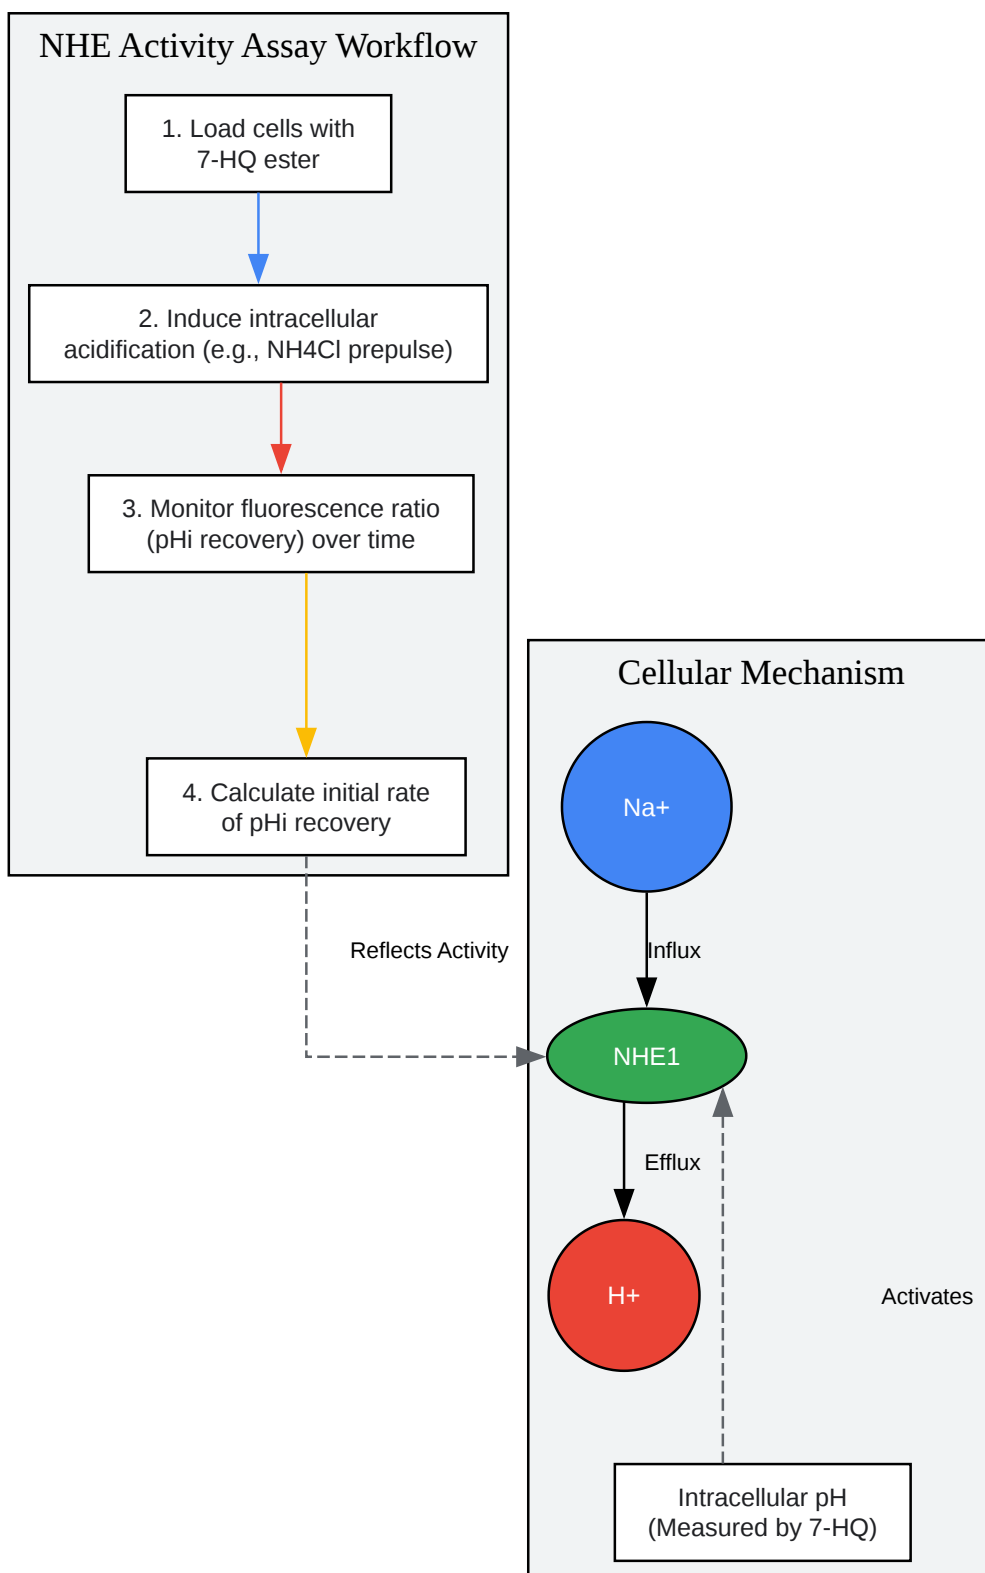 NHE Activity Assay Workflow
1. Load cells with
7-HQ ester
2. Induce intracellular
acidification (e.g., NH4Cl prepulse)
3. Monitor fluorescence ratio
(pHi recovery) over time
4. Calculate initial rate
of pHi recovery
Reflects Activity
Cellular Mechanism
Na+
Influx
NHE1
Efflux
H+
Activates
Intracellular pH
(Measured by 7-HQ)